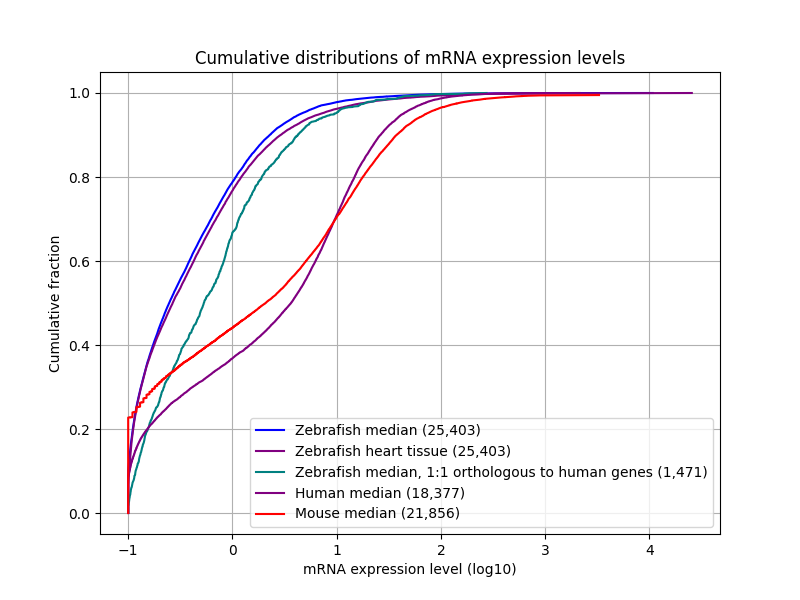 Cumulative distributions of mRNA expression levels
Cumulative fraction
1.0
0.8
0.6
0.4
0.2
0.0
Zebrafish median (25,403)
Zebrafish heart tissue (25,403)
Zebrafish median, 1:1 orthologous to human genes (1,471)
Human median (18,377)
Mouse median (21,856)
−1 0 1 2 3 4
mRNA expression level (log10)